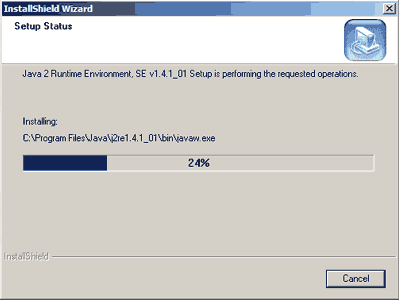 InstallShield Wizard
Setup Status
Java 2 Runtime Environment, SE v1.4.1_01 Setup is performing the requested operations.
Installing:
C:\Program Files\Java\j2re1.4.1_01\bin\javaw.exe
24%
InstallShield
Cancel